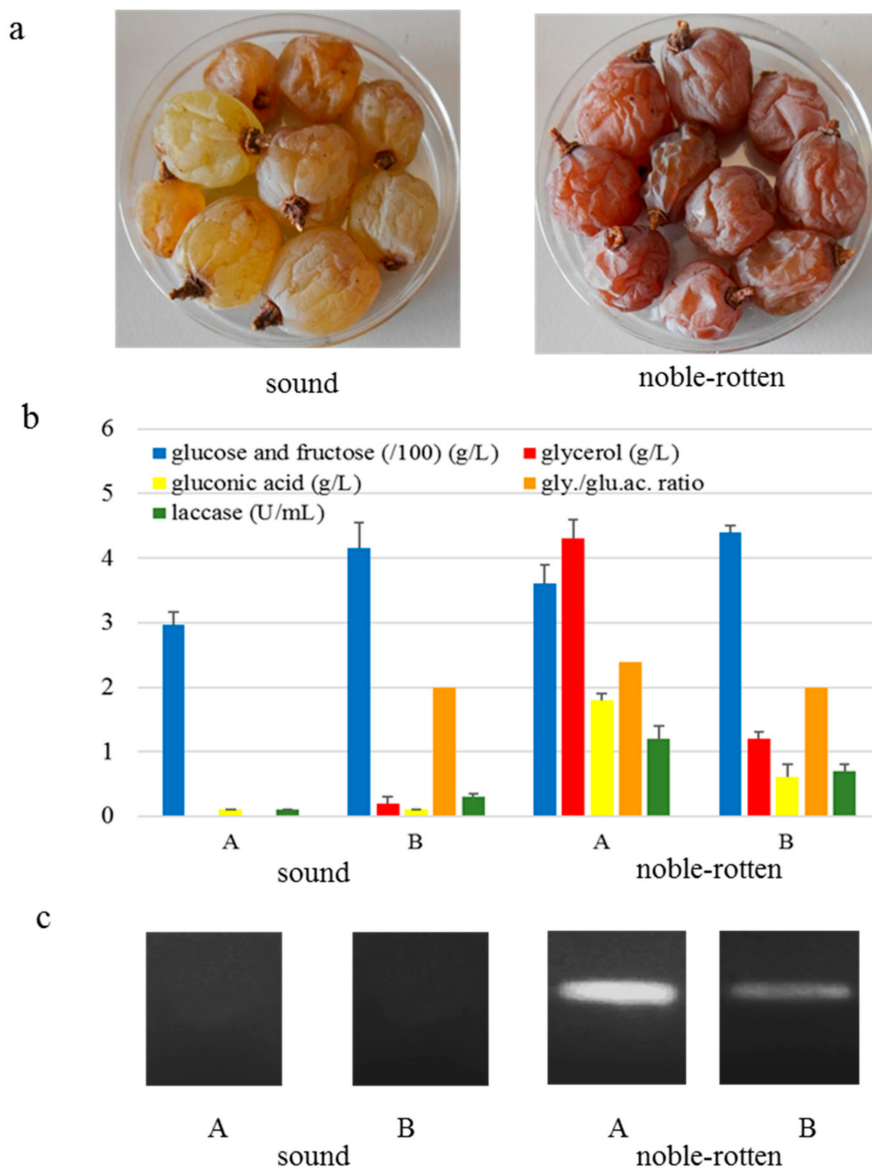 a
sound noble-rotten
b
6
glucose and fructose (/100) (g/L) glycerol (g/L)
5
gluconic acid (g/L) gly./glu.ac. ratio
laccase (U/mL)
4
3
2
1
0
A B A B
sound noble-rotten
c
A B A B
sound noble-rotten